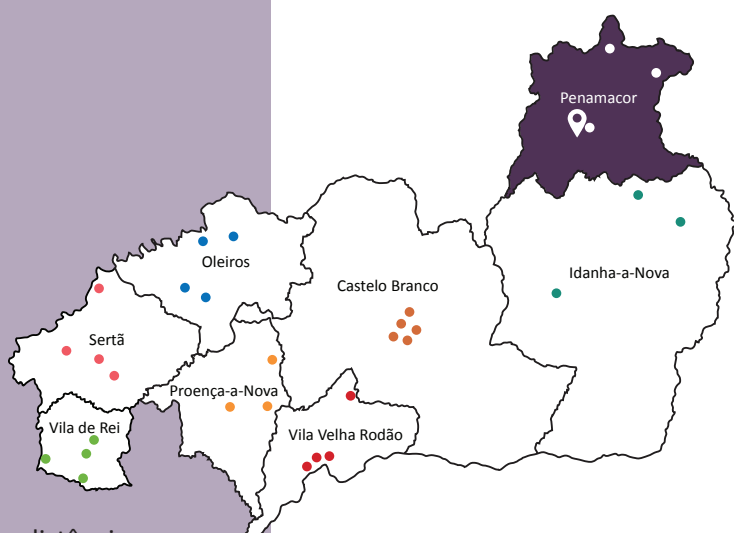 Penamacor
Oleiros
Idanha-a-Nova
Castelo Branco
Sertã
Proença-a-Nova
Vila de Rei
Vila Velha Rodão